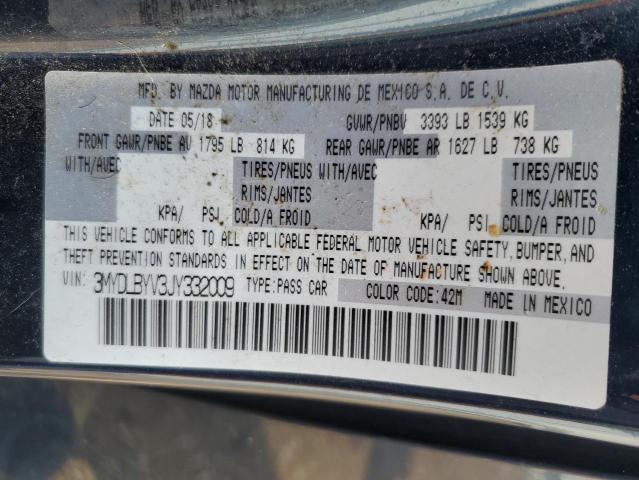 MFD. BY MAZDA MOTOR MANUFACTURING DE MEXICO S.A. DE C.V.
DATE 05/18 GVWR/PNBV 3393 LB 1539 KG
FRONT GAWR/PNBE AV 1795 LB 814 KG REAR GAWR/PNBE AR 1627 LB 738 KG
WITH/AVEC TIRES/PNEUS WITH/AVEC TIRES/PNEUS
RIMS/JANTES RIMS/JANTES
KPA/ PSI COLD/A FROID KPA/ PSI COLD/A FROID
THIS VEHICLE CONFORMS TO ALL APPLICABLE FEDERAL MOTOR VEHICLE SAFETY, BUMPER, AND
THEFT PREVENTION STANDARDS IN EFFECT ON THE DATE OF MANUFACTURE SHOWN ABOVE.
VIN: 3MYDLBYV3JY332009 TYPE:PASS CAR COLOR CODE:42M MADE IN MEXICO